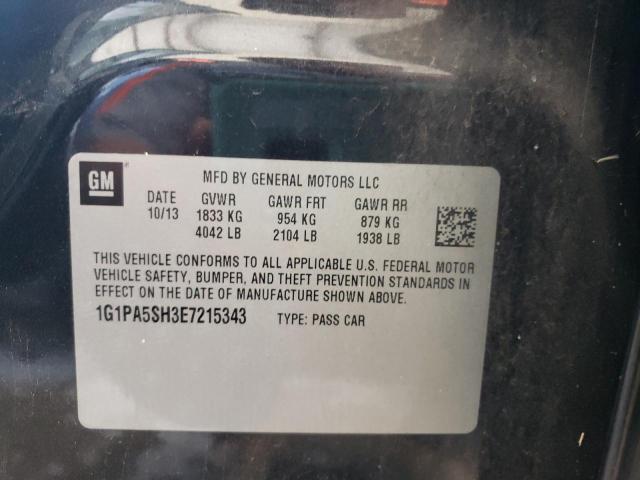 GM
MFD BY GENERAL MOTORS LLC
DATE GVWR GAWR FRT GAWR RR
10/13 1833 KG 954 KG 879 KG
4042 LB 2104 LB 1938 LB
THIS VEHICLE CONFORMS TO ALL APPLICABLE U.S. FEDERAL MOTOR
VEHICLE SAFETY, BUMPER, AND THEFT PREVENTION STANDARDS IN
EFFECT ON THE DATE OF MANUFACTURE SHOWN ABOVE.
1G1PA5SH3E7215343 TYPE: PASS CAR